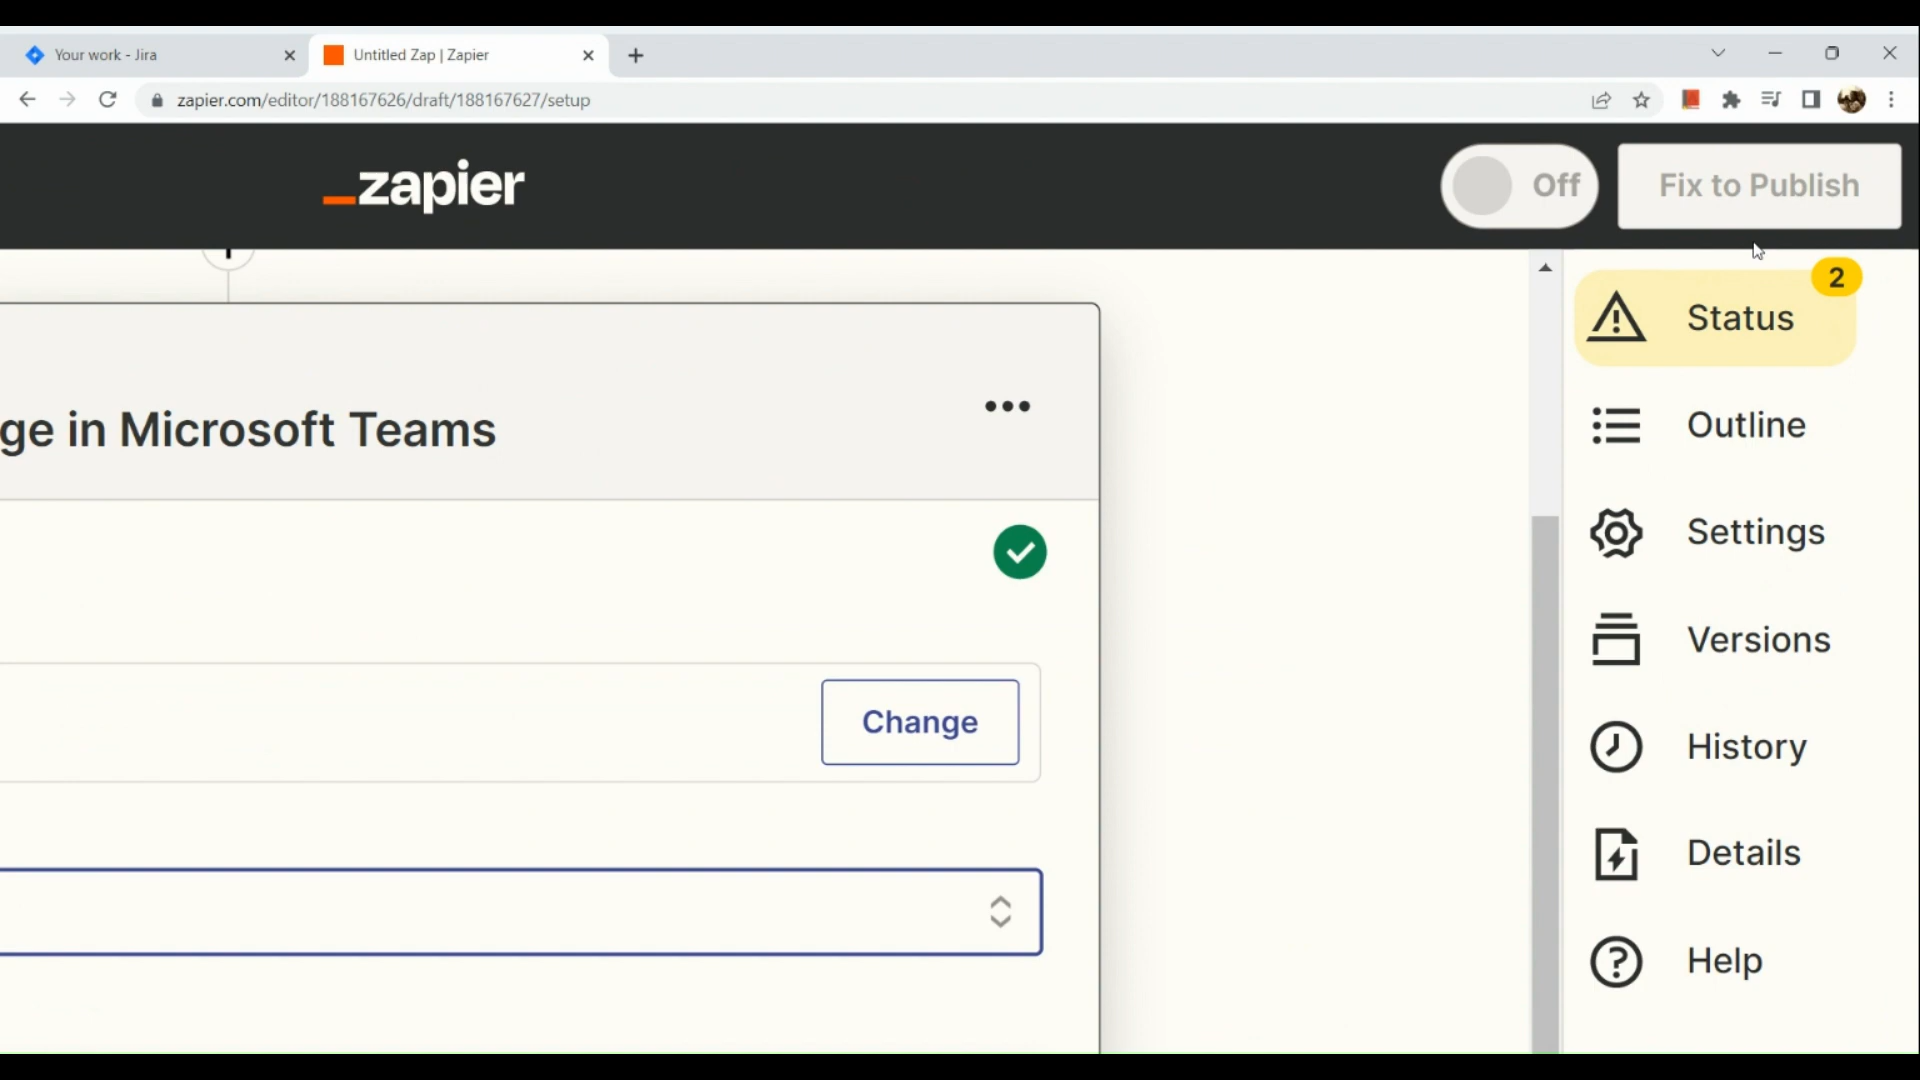 Your work - Jira
Untitled Zap | Zapier
zapier.com/editor/188167626/draft/188167627/setup
_zapier
Off
Fix to Publish
2
Status
ge in Microsoft Teams
Outline
Settings
Versions
Change
History
Details
Help